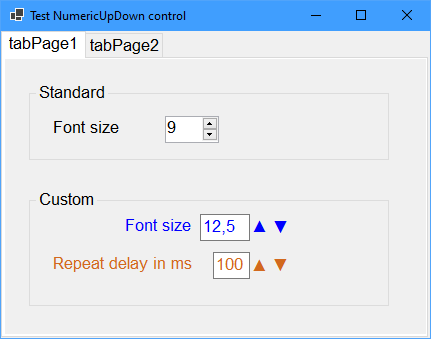 Test NumericUpDown control
tabPage1 tabPage2
Standard
Font size 9
Custom
Font size 12,5 ▲ ▼
Repeat delay in ms 100 ▲ ▼